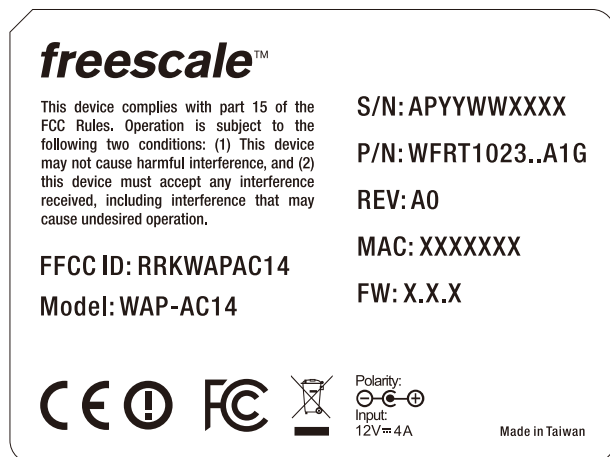 freescale™
This device complies with part 15 of the
FCC Rules. Operation is subject to the
following two conditions: (1) This device
may not cause harmful interference, and (2)
this device must accept any interference
received, including interference that may
cause undesired operation.
FFCC ID: RRKWAPAC14
Model: WAP-AC14
S/N: APYYWWXXXX
P/N: WFRT1023..A1G
REV: A0
MAC: XXXXXXX
FW: X.X.X
CE FC
Polarity:
Input:
12V⎓4A
Made in Taiwan